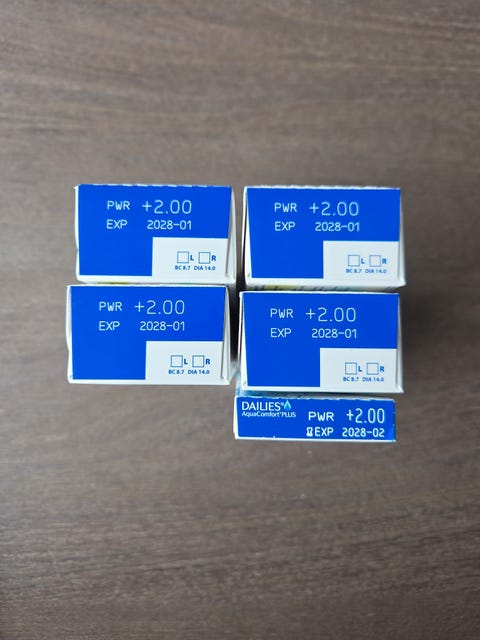 PWR +2.00
EXP 2028-01
L R
BC 8.7 DIA 14.0
PWR +2.00
EXP 2028-01
L R
BC 8.7 DIA 14.0
PWR +2.00
EXP 2028-01
L R
BC 8.7 DIA 14.0
PWR +2.00
EXP 2028-01
L R
BC 8.7 DIA 14.0
DAILIES®
AquaComfort PLUS
PWR +2.00
EXP 2028-02